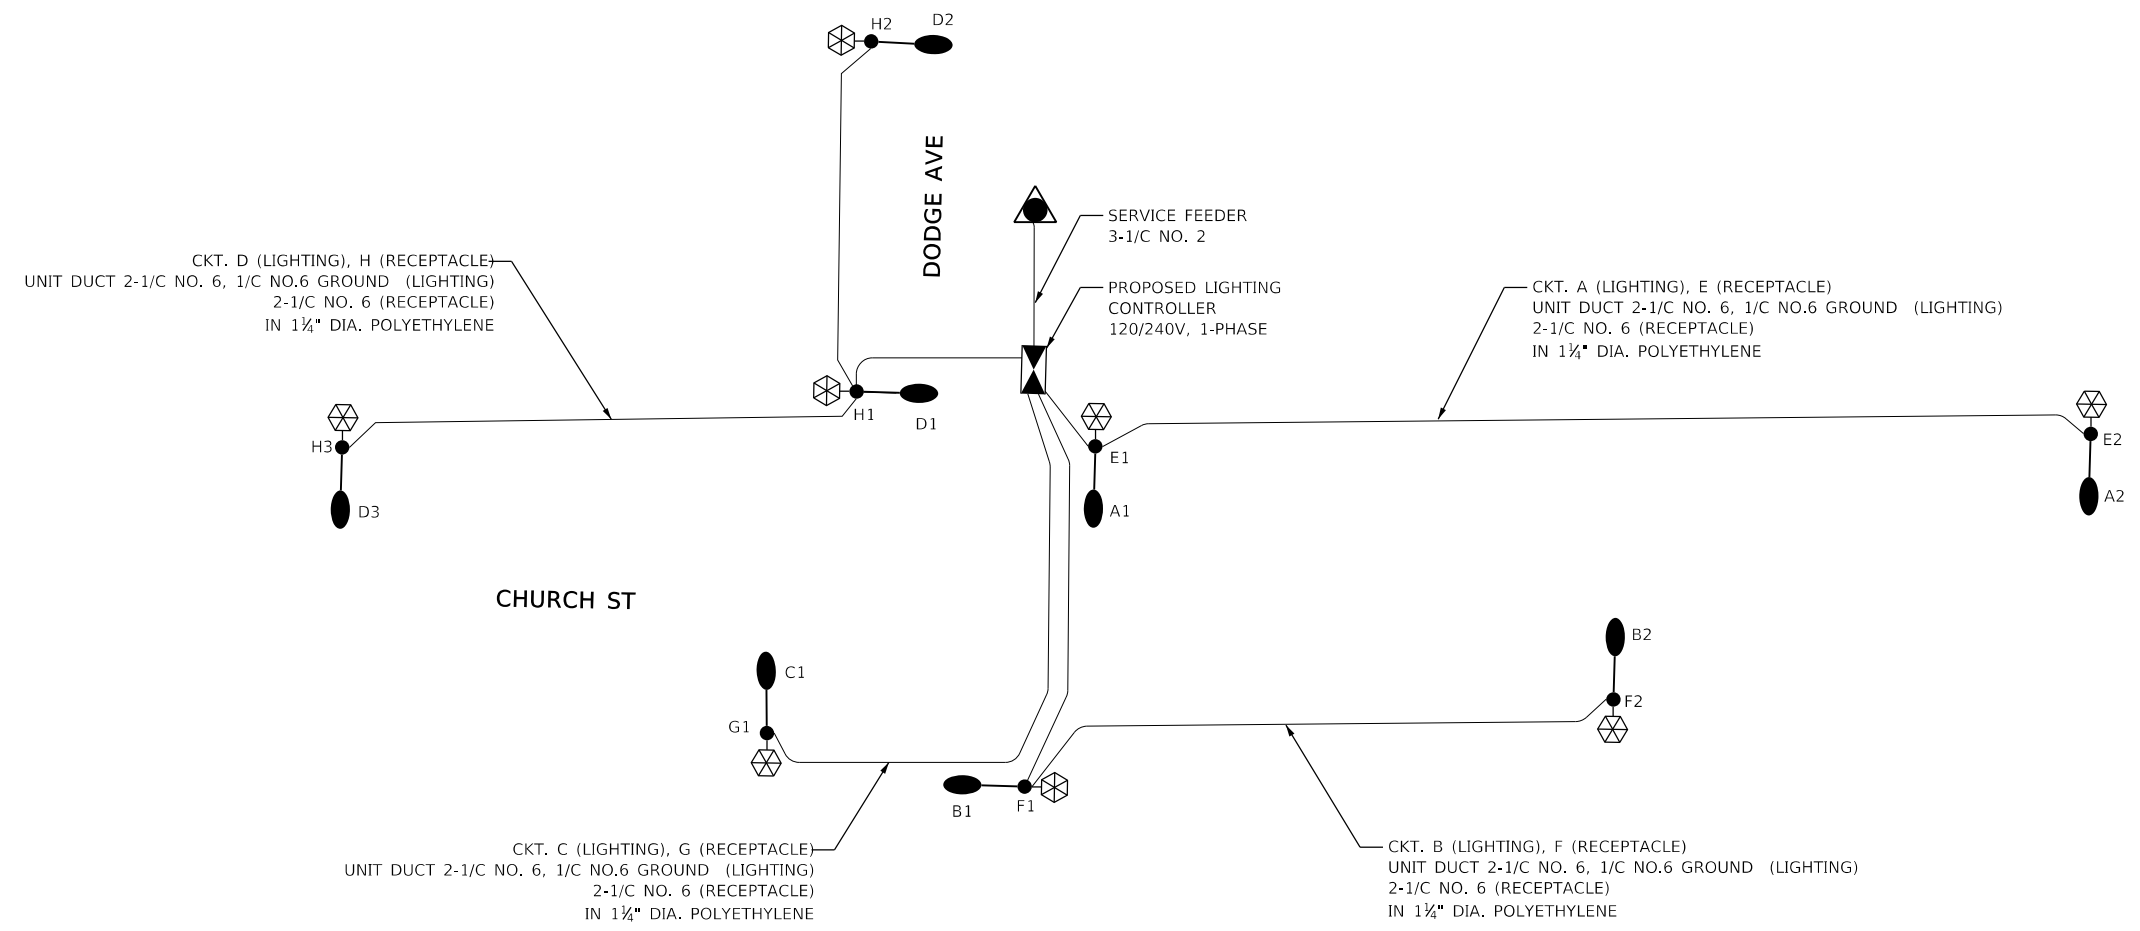 H2
D2
DODGE AVE
SERVICE FEEDER
3-1/C NO. 2
CKT. D (LIGHTING), H (RECEPTACLE)
UNIT DUCT 2-1/C NO. 6, 1/C NO.6 GROUND (LIGHTING)
2-1/C NO. 6 (RECEPTACLE)
IN 1¼" DIA. POLYETHYLENE
PROPOSED LIGHTING
CONTROLLER
120/240V, 1-PHASE
CKT. A (LIGHTING), E (RECEPTACLE)
UNIT DUCT 2-1/C NO. 6, 1/C NO.6 GROUND (LIGHTING)
2-1/C NO. 6 (RECEPTACLE)
IN 1¼" DIA. POLYETHYLENE
H1
D1
H3
D3
E1
A1
E2
A2
CHURCH ST
C1
G1
B2
F2
B1
F1
CKT. C (LIGHTING), G (RECEPTACLE)
UNIT DUCT 2-1/C NO. 6, 1/C NO.6 GROUND (LIGHTING)
2-1/C NO. 6 (RECEPTACLE)
IN 1¼" DIA. POLYETHYLENE
CKT. B (LIGHTING), F (RECEPTACLE)
UNIT DUCT 2-1/C NO. 6, 1/C NO.6 GROUND (LIGHTING)
2-1/C NO. 6 (RECEPTACLE)
IN 1¼" DIA. POLYETHYLENE